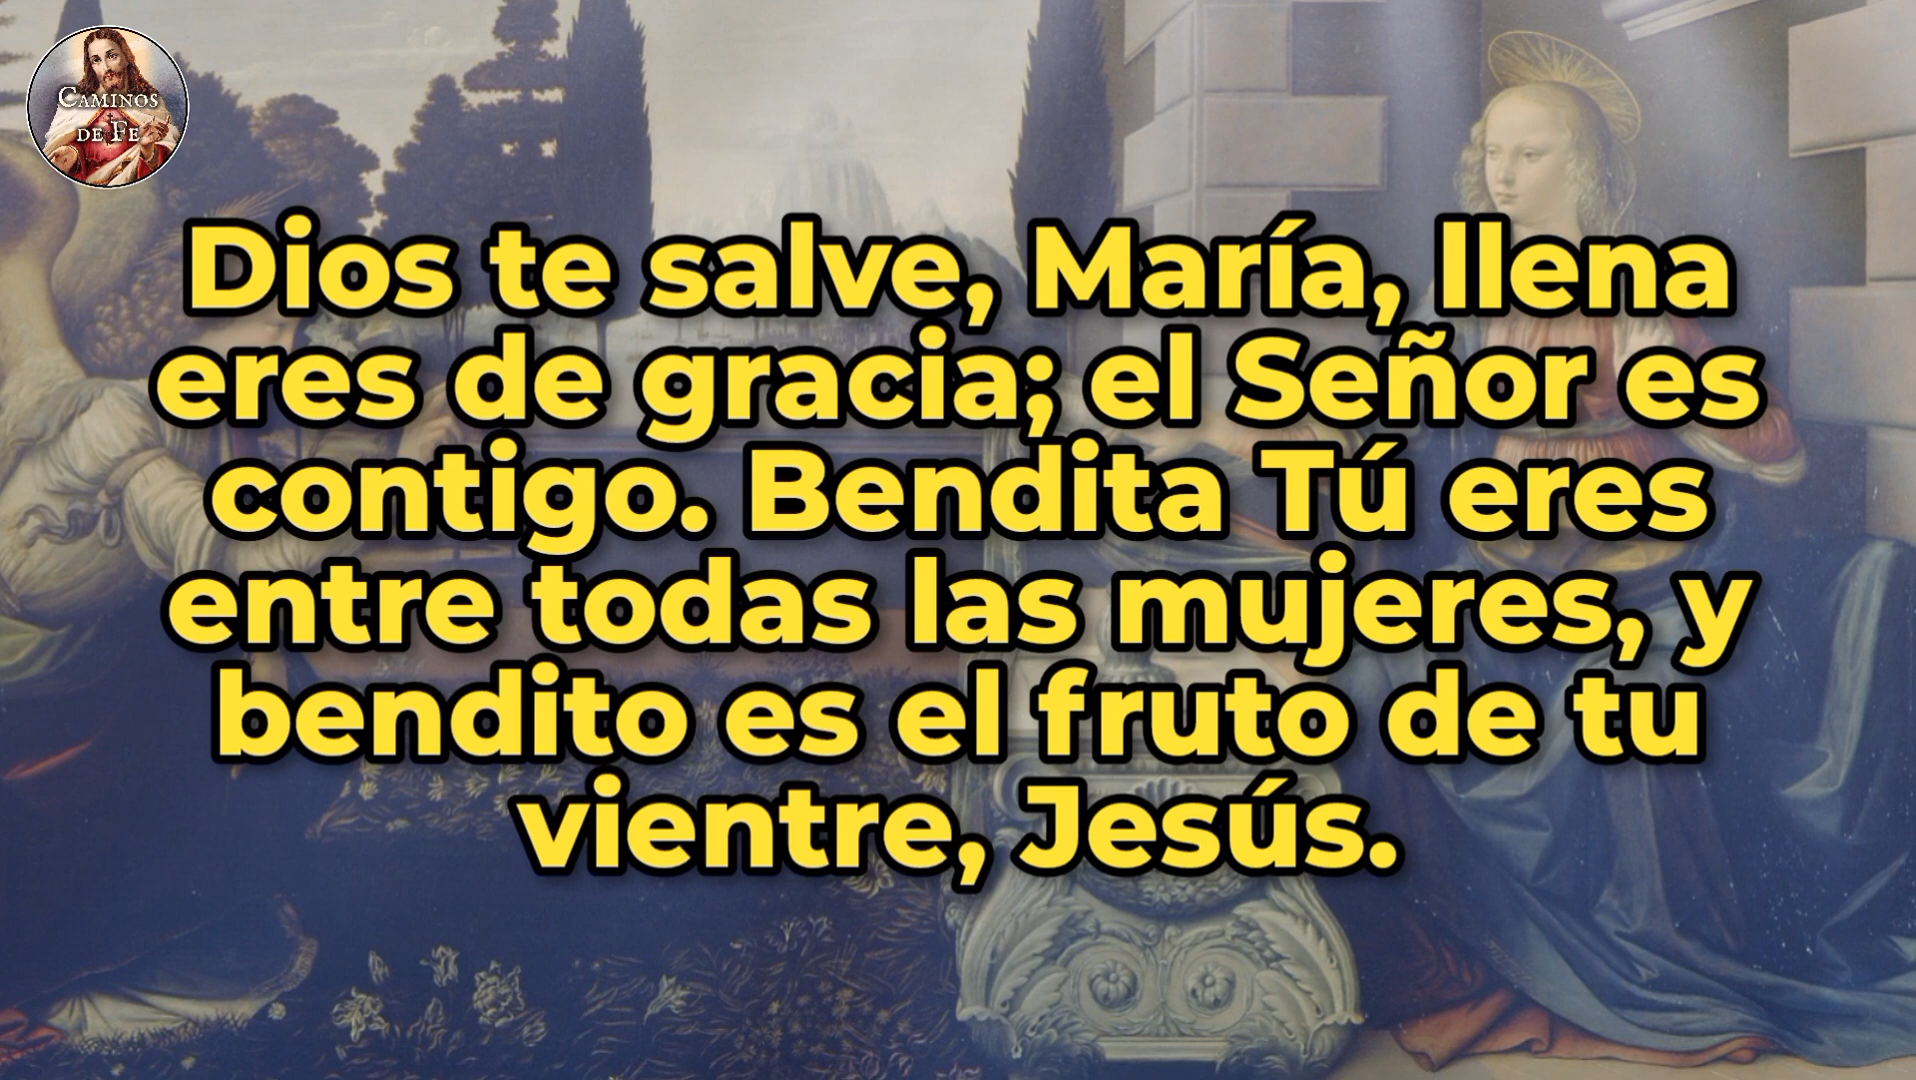 CAMINOS
DE FE
Dios te salve, María, llena
eres de gracia; el Señor es
contigo. Bendita Tú eres
entre todas las mujeres, y
bendito es el fruto de tu
vientre, Jesús.